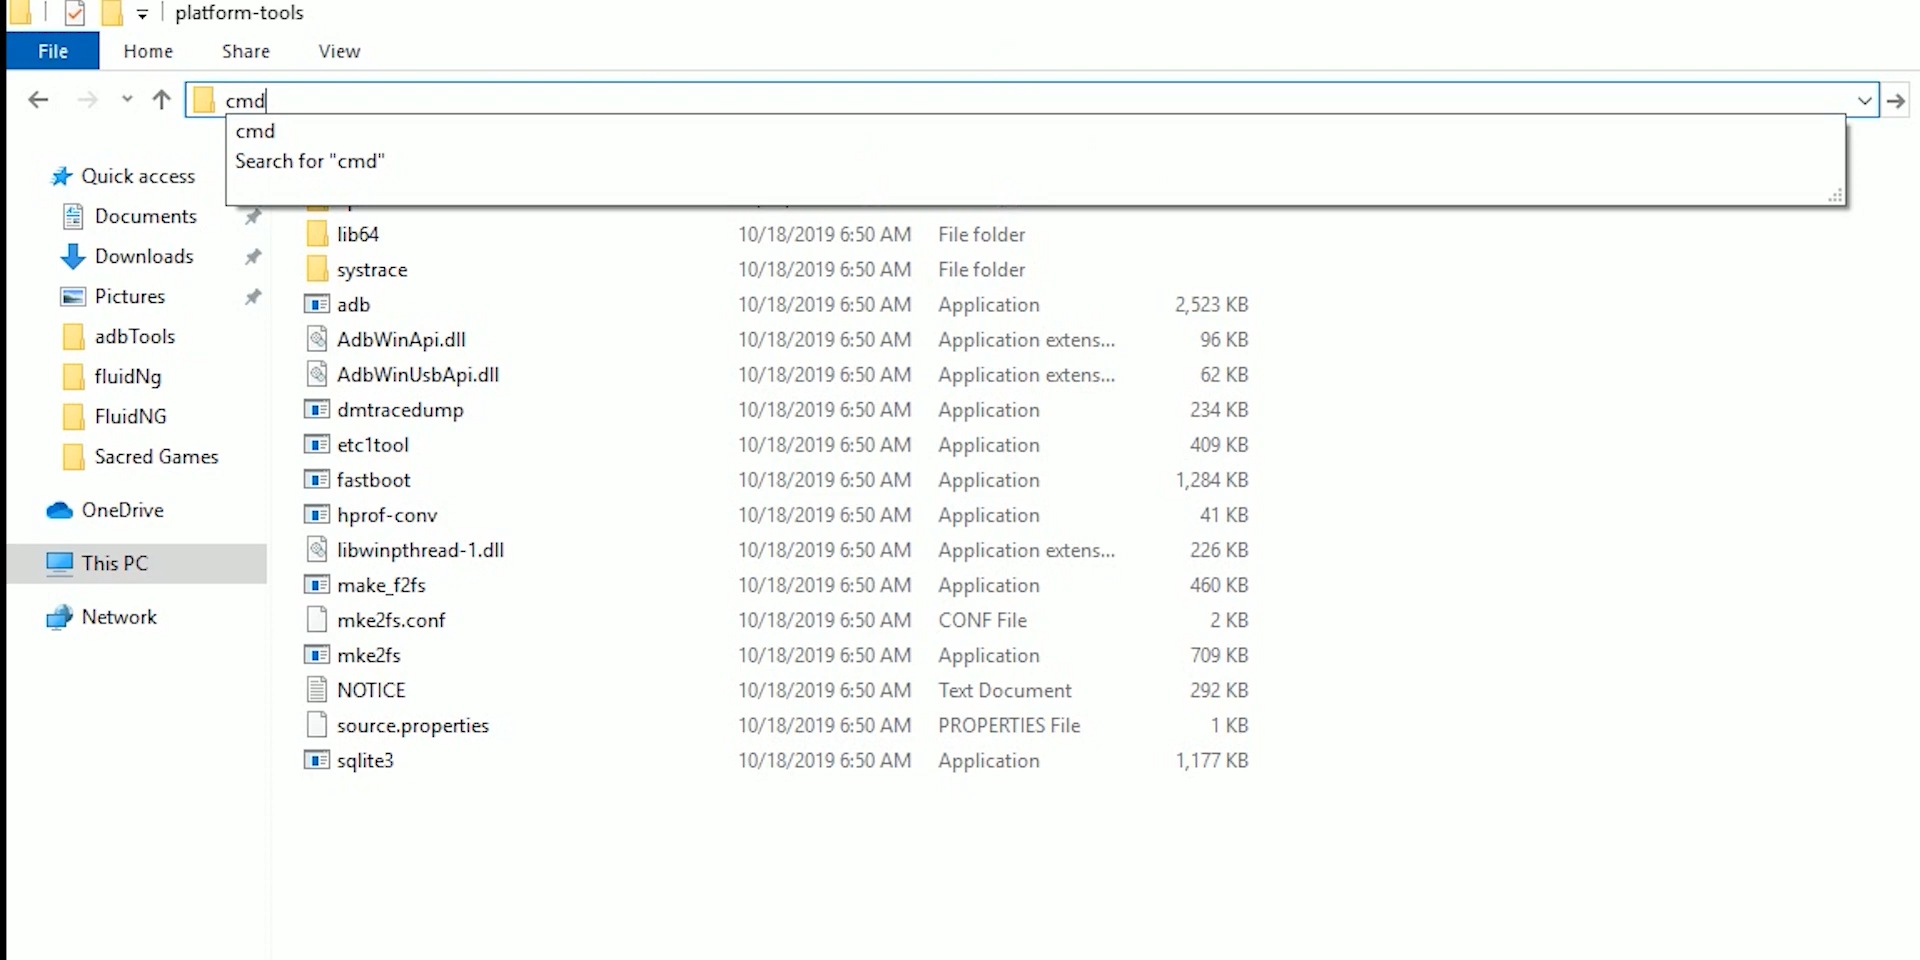 platform-tools
File Home Share View
cmd
cmd
Search for "cmd"
Quick access
Documents
Downloads
Pictures
adbTools
fluidNg
FluidNG
Sacred Games
OneDrive
This PC
Network
lib64 10/18/2019 6:50 AM File folder
systrace 10/18/2019 6:50 AM File folder
adb 10/18/2019 6:50 AM Application 2,523 KB
AdbWinApi.dll 10/18/2019 6:50 AM Application extens... 96 KB
AdbWinUsbApi.dll 10/18/2019 6:50 AM Application extens... 62 KB
dmtracedump 10/18/2019 6:50 AM Application 234 KB
etc1tool 10/18/2019 6:50 AM Application 409 KB
fastboot 10/18/2019 6:50 AM Application 1,284 KB
hprof-conv 10/18/2019 6:50 AM Application 41 KB
libwinpthread-1.dll 10/18/2019 6:50 AM Application extens... 226 KB
make_f2fs 10/18/2019 6:50 AM Application 460 KB
mke2fs.conf 10/18/2019 6:50 AM CONF File 2 KB
mke2fs 10/18/2019 6:50 AM Application 709 KB
NOTICE 10/18/2019 6:50 AM Text Document 292 KB
source.properties 10/18/2019 6:50 AM PROPERTIES File 1 KB
sqlite3 10/18/2019 6:50 AM Application 1,177 KB